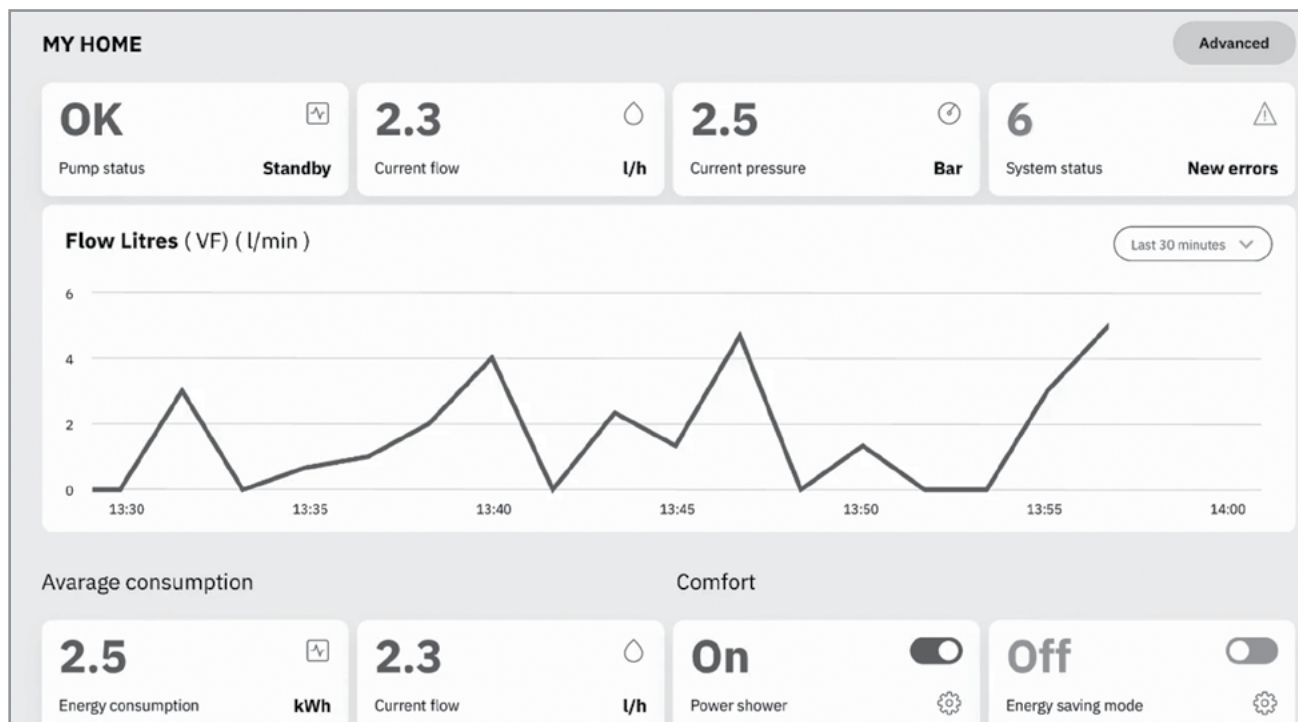 MY HOME
Advanced
OK
Pump status
Standby
2.3
Current flow
l/h
2.5
Current pressure
Bar
6
System status
New errors
Flow Litres ( VF) ( l/min )
Last 30 minutes
6
4
2
0
13:30 13:35 13:40 13:45 13:50 13:55 14:00
Avarage consumption
Comfort
2.5
Energy consumption
kWh
2.3
Current flow
l/h
On
Power shower
Off
Energy saving mode